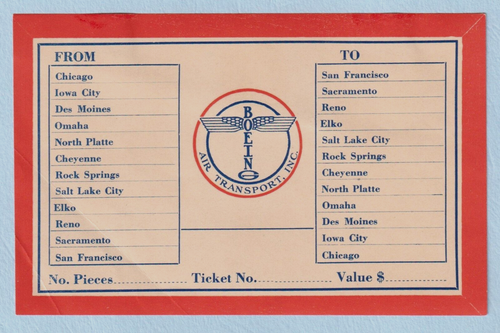 FROM
Chicago
Iowa City
Des Moines
Omaha
North Platte
Cheyenne
Rock Springs
Salt Lake City
Elko
Reno
Sacramento
San Francisco
BOEING
AIR TRANSPORT, INC.
TO
San Francisco
Sacramento
Reno
Elko
Salt Lake City
Rock Springs
Cheyenne
North Platte
Omaha
Des Moines
Iowa City
Chicago
No. Pieces............... Ticket No............... Value $...............